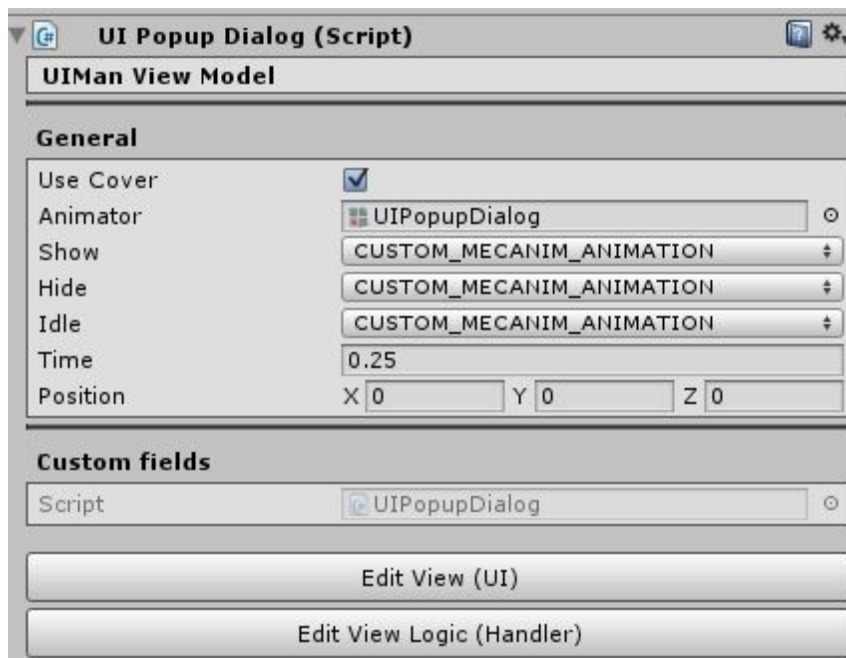 UI Popup Dialog (Script)
UIMan View Model
General
Use Cover
Animator UIPopupDialog
Show CUSTOM_MECANIM_ANIMATION
Hide CUSTOM_MECANIM_ANIMATION
Idle CUSTOM_MECANIM_ANIMATION
Time 0.25
Position X 0 Y 0 Z 0
Custom fields
Script UIPopupDialog
Edit View (UI)
Edit View Logic (Handler)